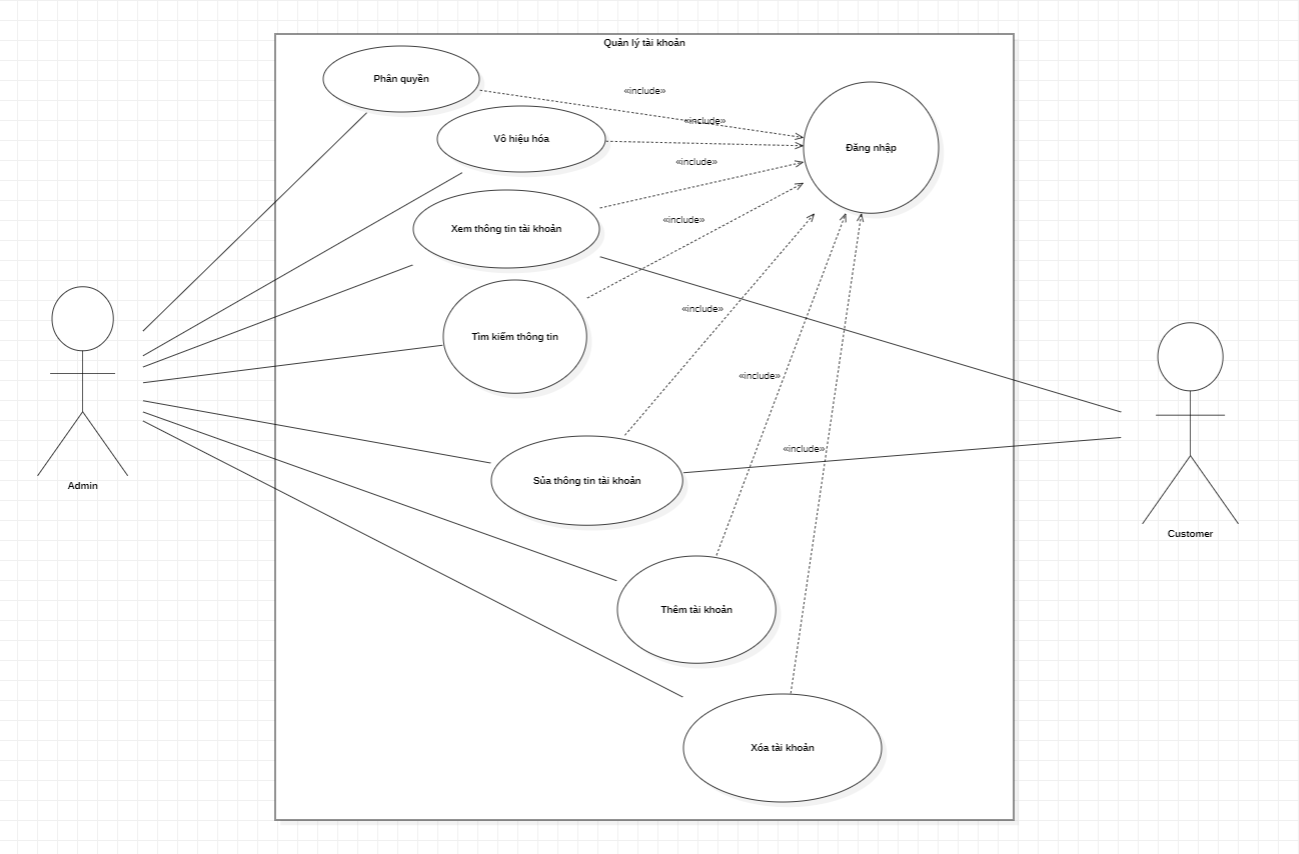 Quản lý tài khoản
Phân quyền
«include»
«include»
Vô hiệu hóa
Đăng nhập
«include»
«include»
Xem thông tin tài khoản
«include»
Tìm kiếm thông tin
«include»
«include»
Sửa thông tin tài khoản
Admin
Customer
Thêm tài khoản
Xóa tài khoản